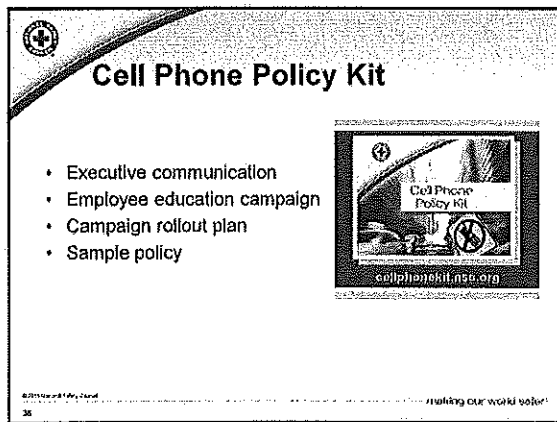 Cell Phone Policy Kit
• Executive communication
• Employee education campaign
• Campaign rollout plan
• Sample policy
Cell Phone
Policy Kit
cellphonekit.nsc.org
making our world safer